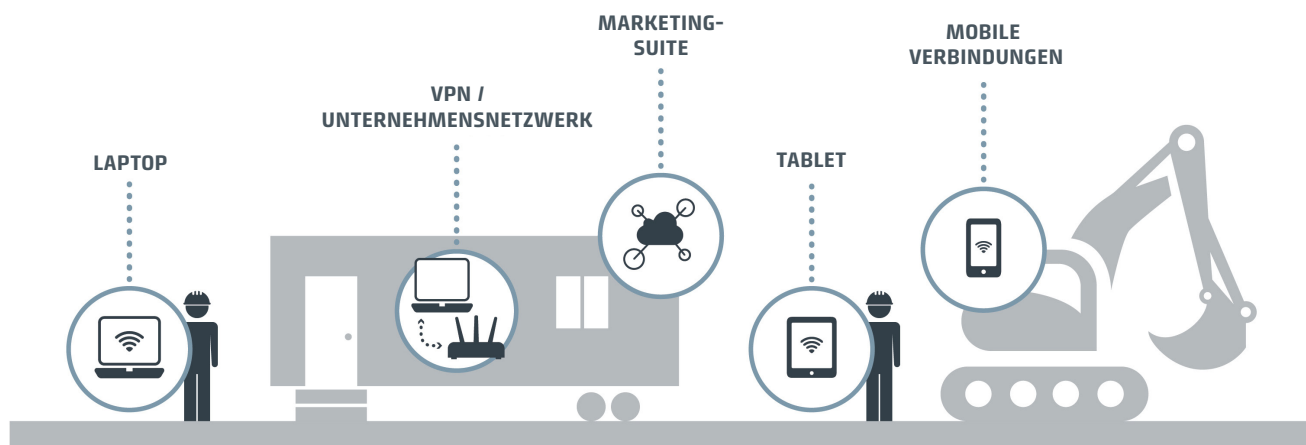 LAPTOP
VPN /
UNTERNEHMENSNETZWERK
MARKETING-
SUITE
TABLET
MOBILE
VERBINDUNGEN